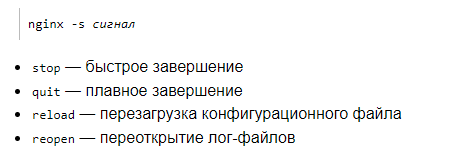 nginx -s сигнал
• stop — быстрое завершение
• quit — плавное завершение
• reload — перезагрузка конфигурационного файла
• reopen — переоткрытие лог-файлов